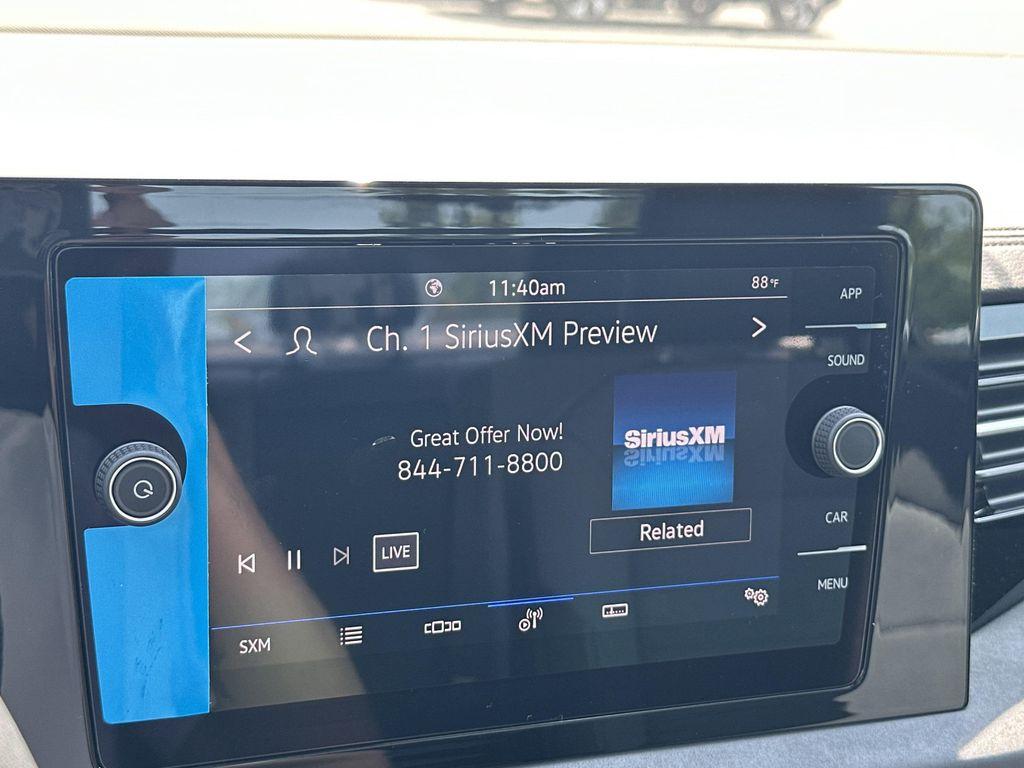 11:40am
88°F
APP
Ch. 1 SiriusXM Preview
SOUND
Great Offer Now!
844-711-8800
SiriusXM
Related
CAR
LIVE
MENU
SXM